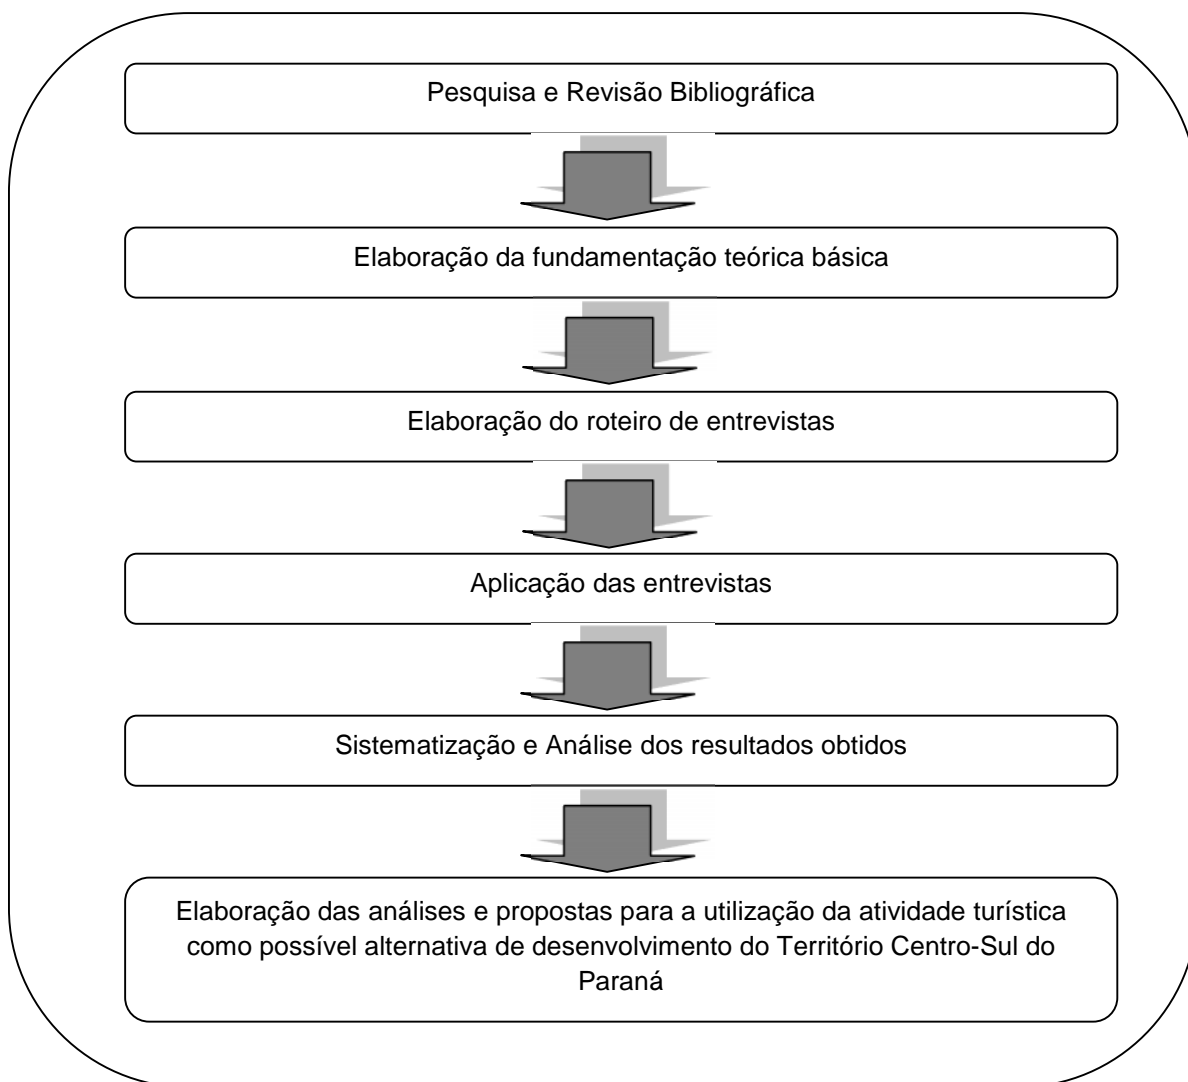 Pesquisa e Revisão Bibliográfica
Elaboração da fundamentação teórica básica
Elaboração do roteiro de entrevistas
Aplicação das entrevistas
Sistematização e Análise dos resultados obtidos
Elaboração das análises e propostas para a utilização da atividade turística
como possível alternativa de desenvolvimento do Território Centro-Sul do
Paraná